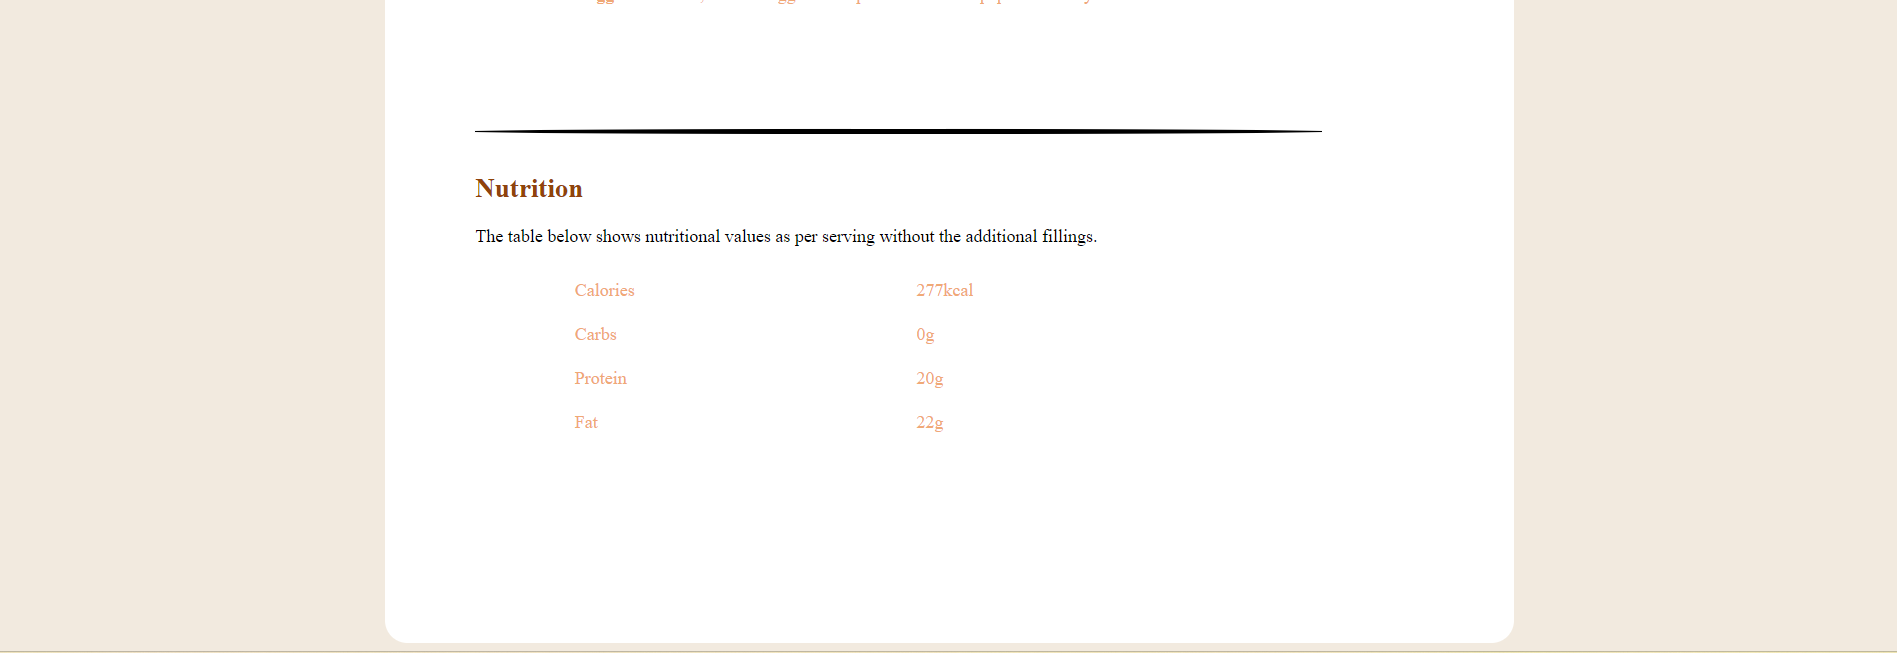 Nutrition
The table below shows nutritional values as per serving without the additional fillings.
Calories 277kcal
Carbs 0g
Protein 20g
Fat 22g